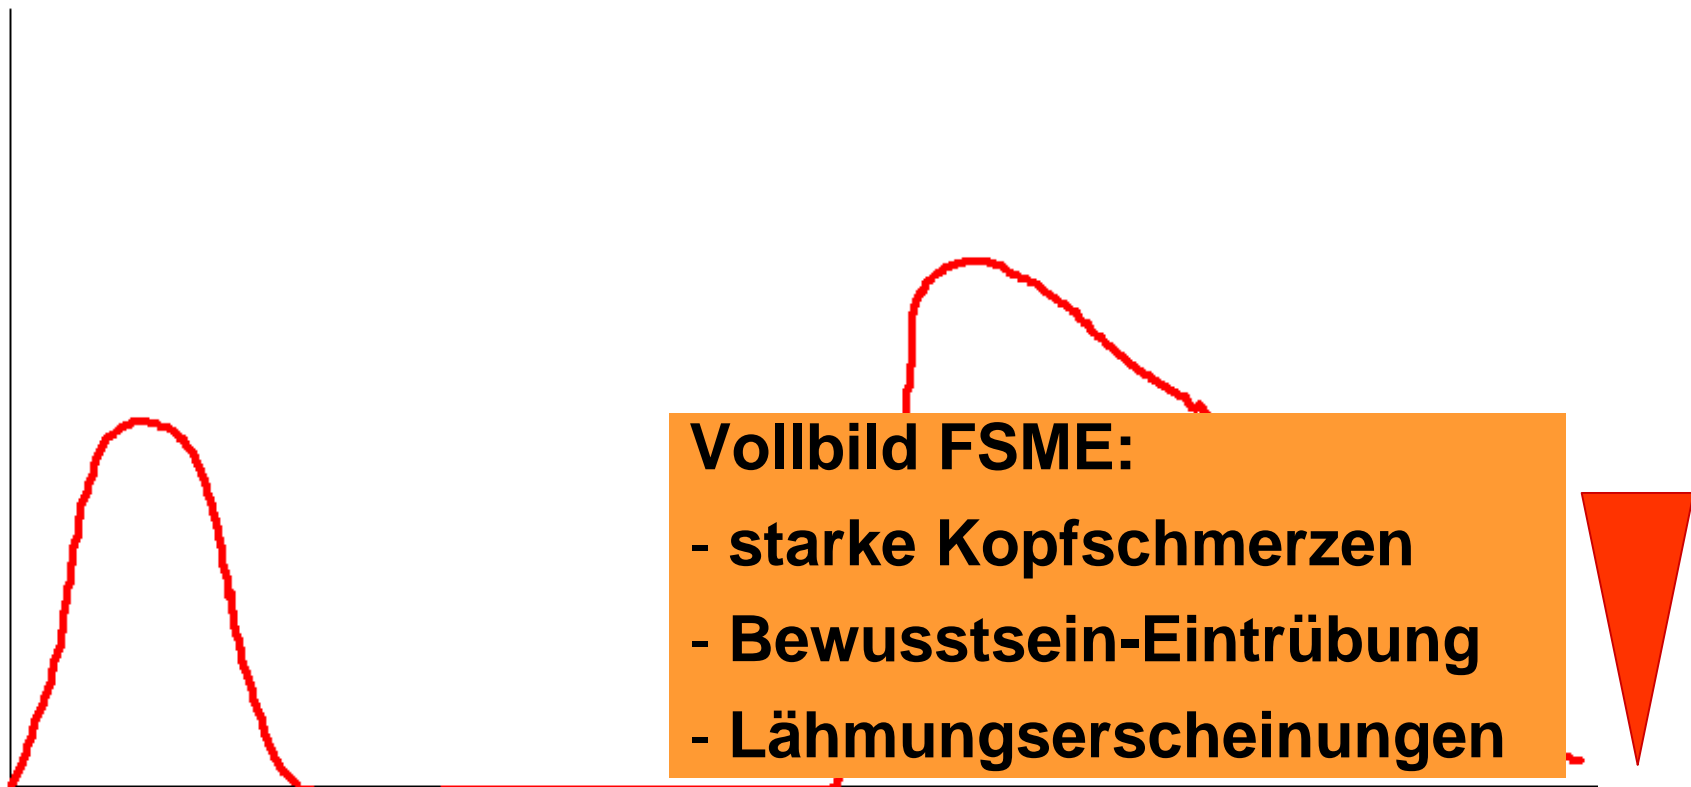 Vollbild FSME:
- starke Kopfschmerzen
- Bewusstsein-Eintrübung
- Lähmungserscheinungen